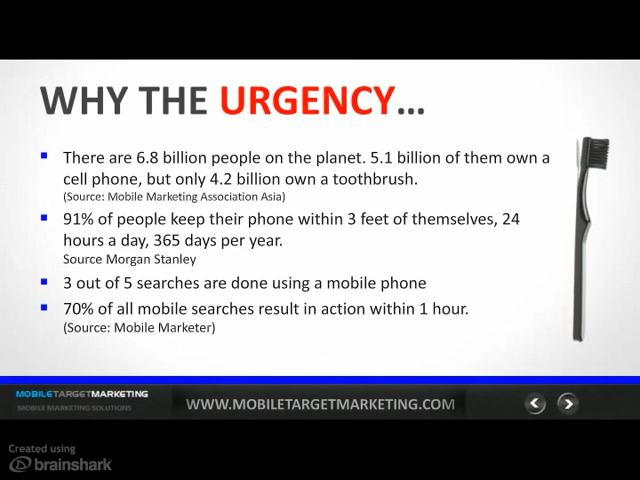 WHY THE URGENCY...
There are 6.8 billion people on the planet. 5.1 billion of them own a
cell phone, but only 4.2 billion own a toothbrush.
(Source: Mobile Marketing Association Asia)
91% of people keep their phone within 3 feet of themselves, 24
hours a day, 365 days per year.
Source Morgan Stanley
3 out of 5 searches are done using a mobile phone
70% of all mobile searches result in action within 1 hour.
(Source: Mobile Marketer)
MOBILETARGETMARKETING
MOBILE MARKETING SOLUTIONS
WWW.MOBILETARGETMARKETING.COM
Created using
brainshark